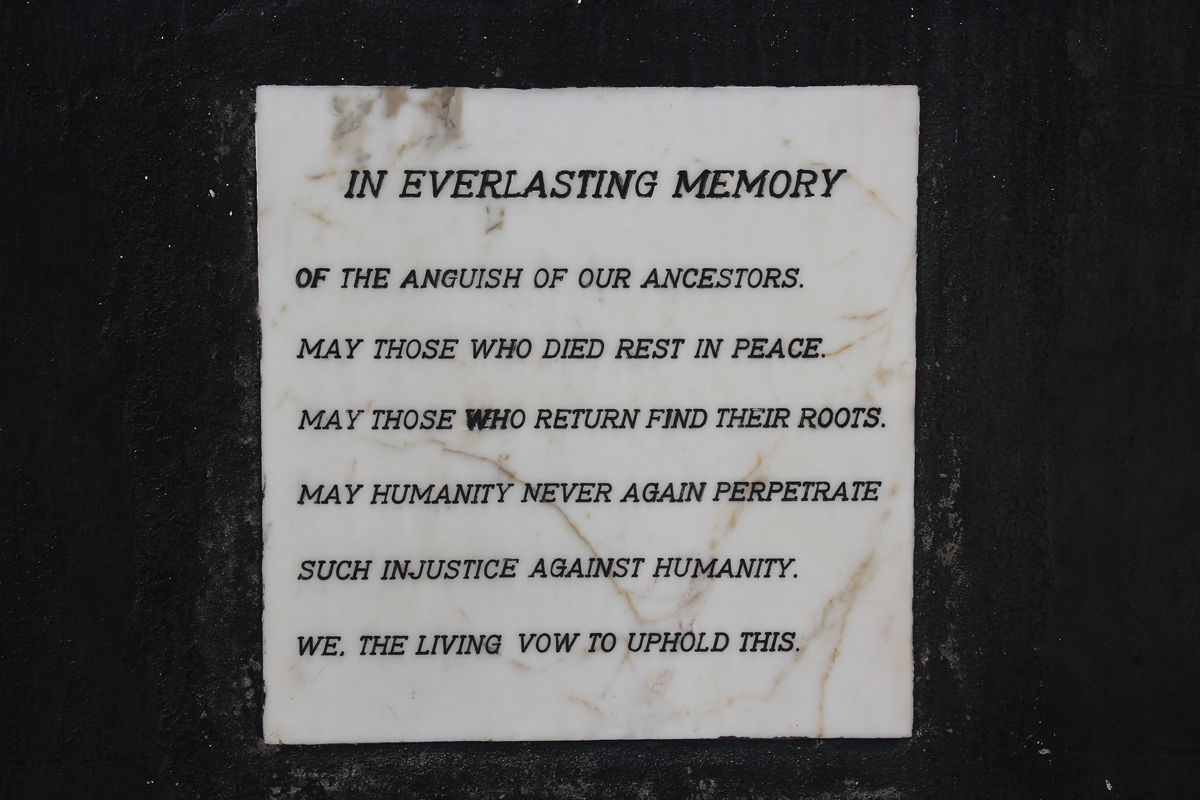 IN EVERLASTING MEMORY
OF THE ANGUISH OF OUR ANCESTORS.
MAY THOSE WHO DIED REST IN PEACE.
MAY THOSE WHO RETURN FIND THEIR ROOTS.
MAY HUMANITY NEVER AGAIN PERPETRATE
SUCH INJUSTICE AGAINST HUMANITY.
WE. THE LIVING VOW TO UPHOLD THIS.